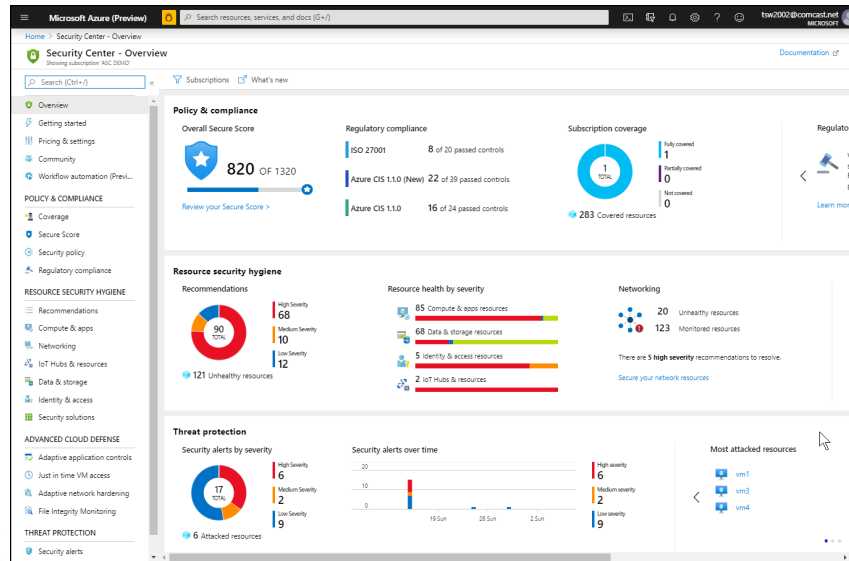 Microsoft Azure (Preview)
Search resources, services, and docs (G+/)
tsw2002@comcast.net
MICROSOFT
Home > Security Center - Overview
Security Center - Overview
Showing subscription 'ASC DEMO'
Documentation
Search (Ctrl+/)
«
Subscriptions
What's new
Overview
Getting started
Pricing & settings
Community
Workflow automation (Previ...
POLICY & COMPLIANCE
Coverage
Secure Score
Security policy
Regulatory compliance
RESOURCE SECURITY HYGIENE
Recommendations
Compute & apps
Networking
IoT Hubs & resources
Data & storage
Identity & access
Security solutions
ADVANCED CLOUD DEFENSE
Adaptive application controls
Just in time VM access
Adaptive network hardening
File Integrity Monitoring
THREAT PROTECTION
Security alerts
Policy & compliance
Overall Secure Score
820 OF 1320
Review your Secure Score >
Regulatory compliance
ISO 27001 8 of 20 passed controls
Azure CIS 1.1.0 (New) 22 of 39 passed controls
Azure CIS 1.1.0 16 of 24 passed controls
Subscription coverage
1
TOTAL
Fully covered
1
Partially covered
0
Not covered
0
283 Covered resources
Regulato
Learn mor
Resource security hygiene
Recommendations
90
TOTAL
High Severity
68
Medium Severity
10
Low Severity
12
121 Unhealthy resources
Resource health by severity
85 Compute & apps resources
68 Data & storage resources
5 Identity & access resources
2 IoT Hubs & resources
Networking
20 Unhealthy resources
123 Monitored resources
There are 5 high severity recommendations to resolve.
Secure your network resources
Threat protection
Security alerts by severity
17
TOTAL
High Severity
6
Medium Severity
2
Low Severity
9
6 Attacked resources
Security alerts over time
20
10
0
19 Sun 26 Sun 2 Sun
High severity
6
Medium severity
2
Low severity
9
Most attacked resources
vm1
vm3
vm4